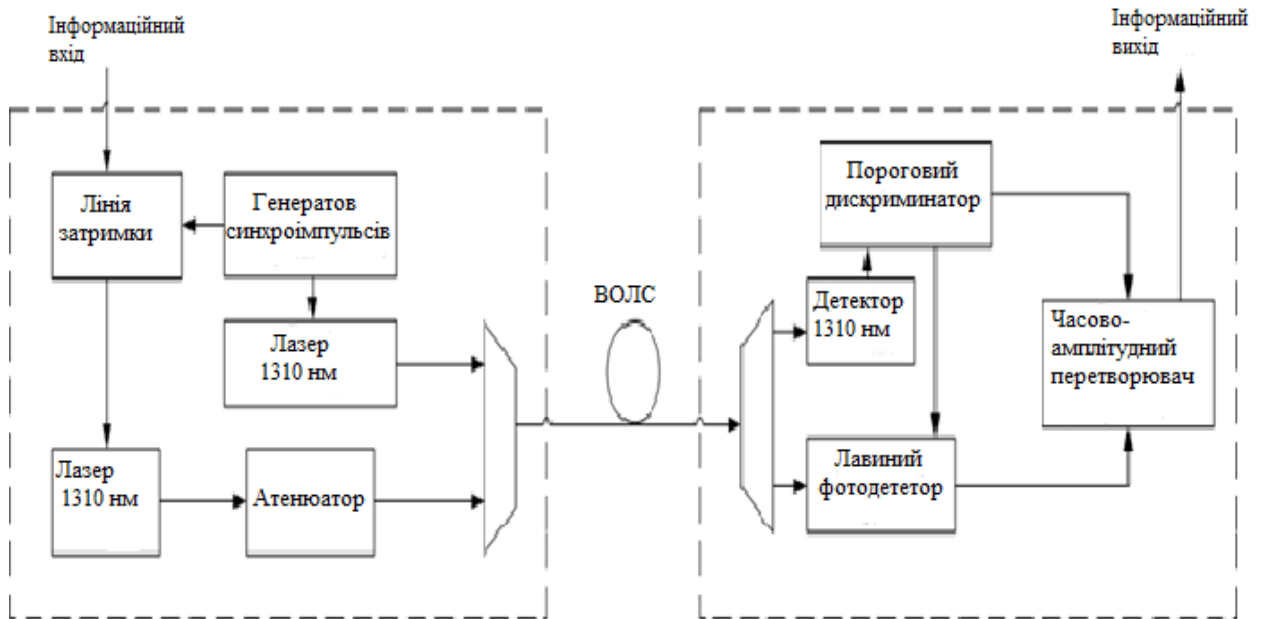 Інформаційний
вхід
Інформаційний
вихід
Лінія
затримки
Генератов
синхроімпульсів
Лазер
1310 нм
Лазер
1310 нм
Атенюатор
ВОЛС
Пороговий
дискриминатор
Детектор
1310 нм
Лавиний
фотодететор
Часово-
амплітудний
перетворювач